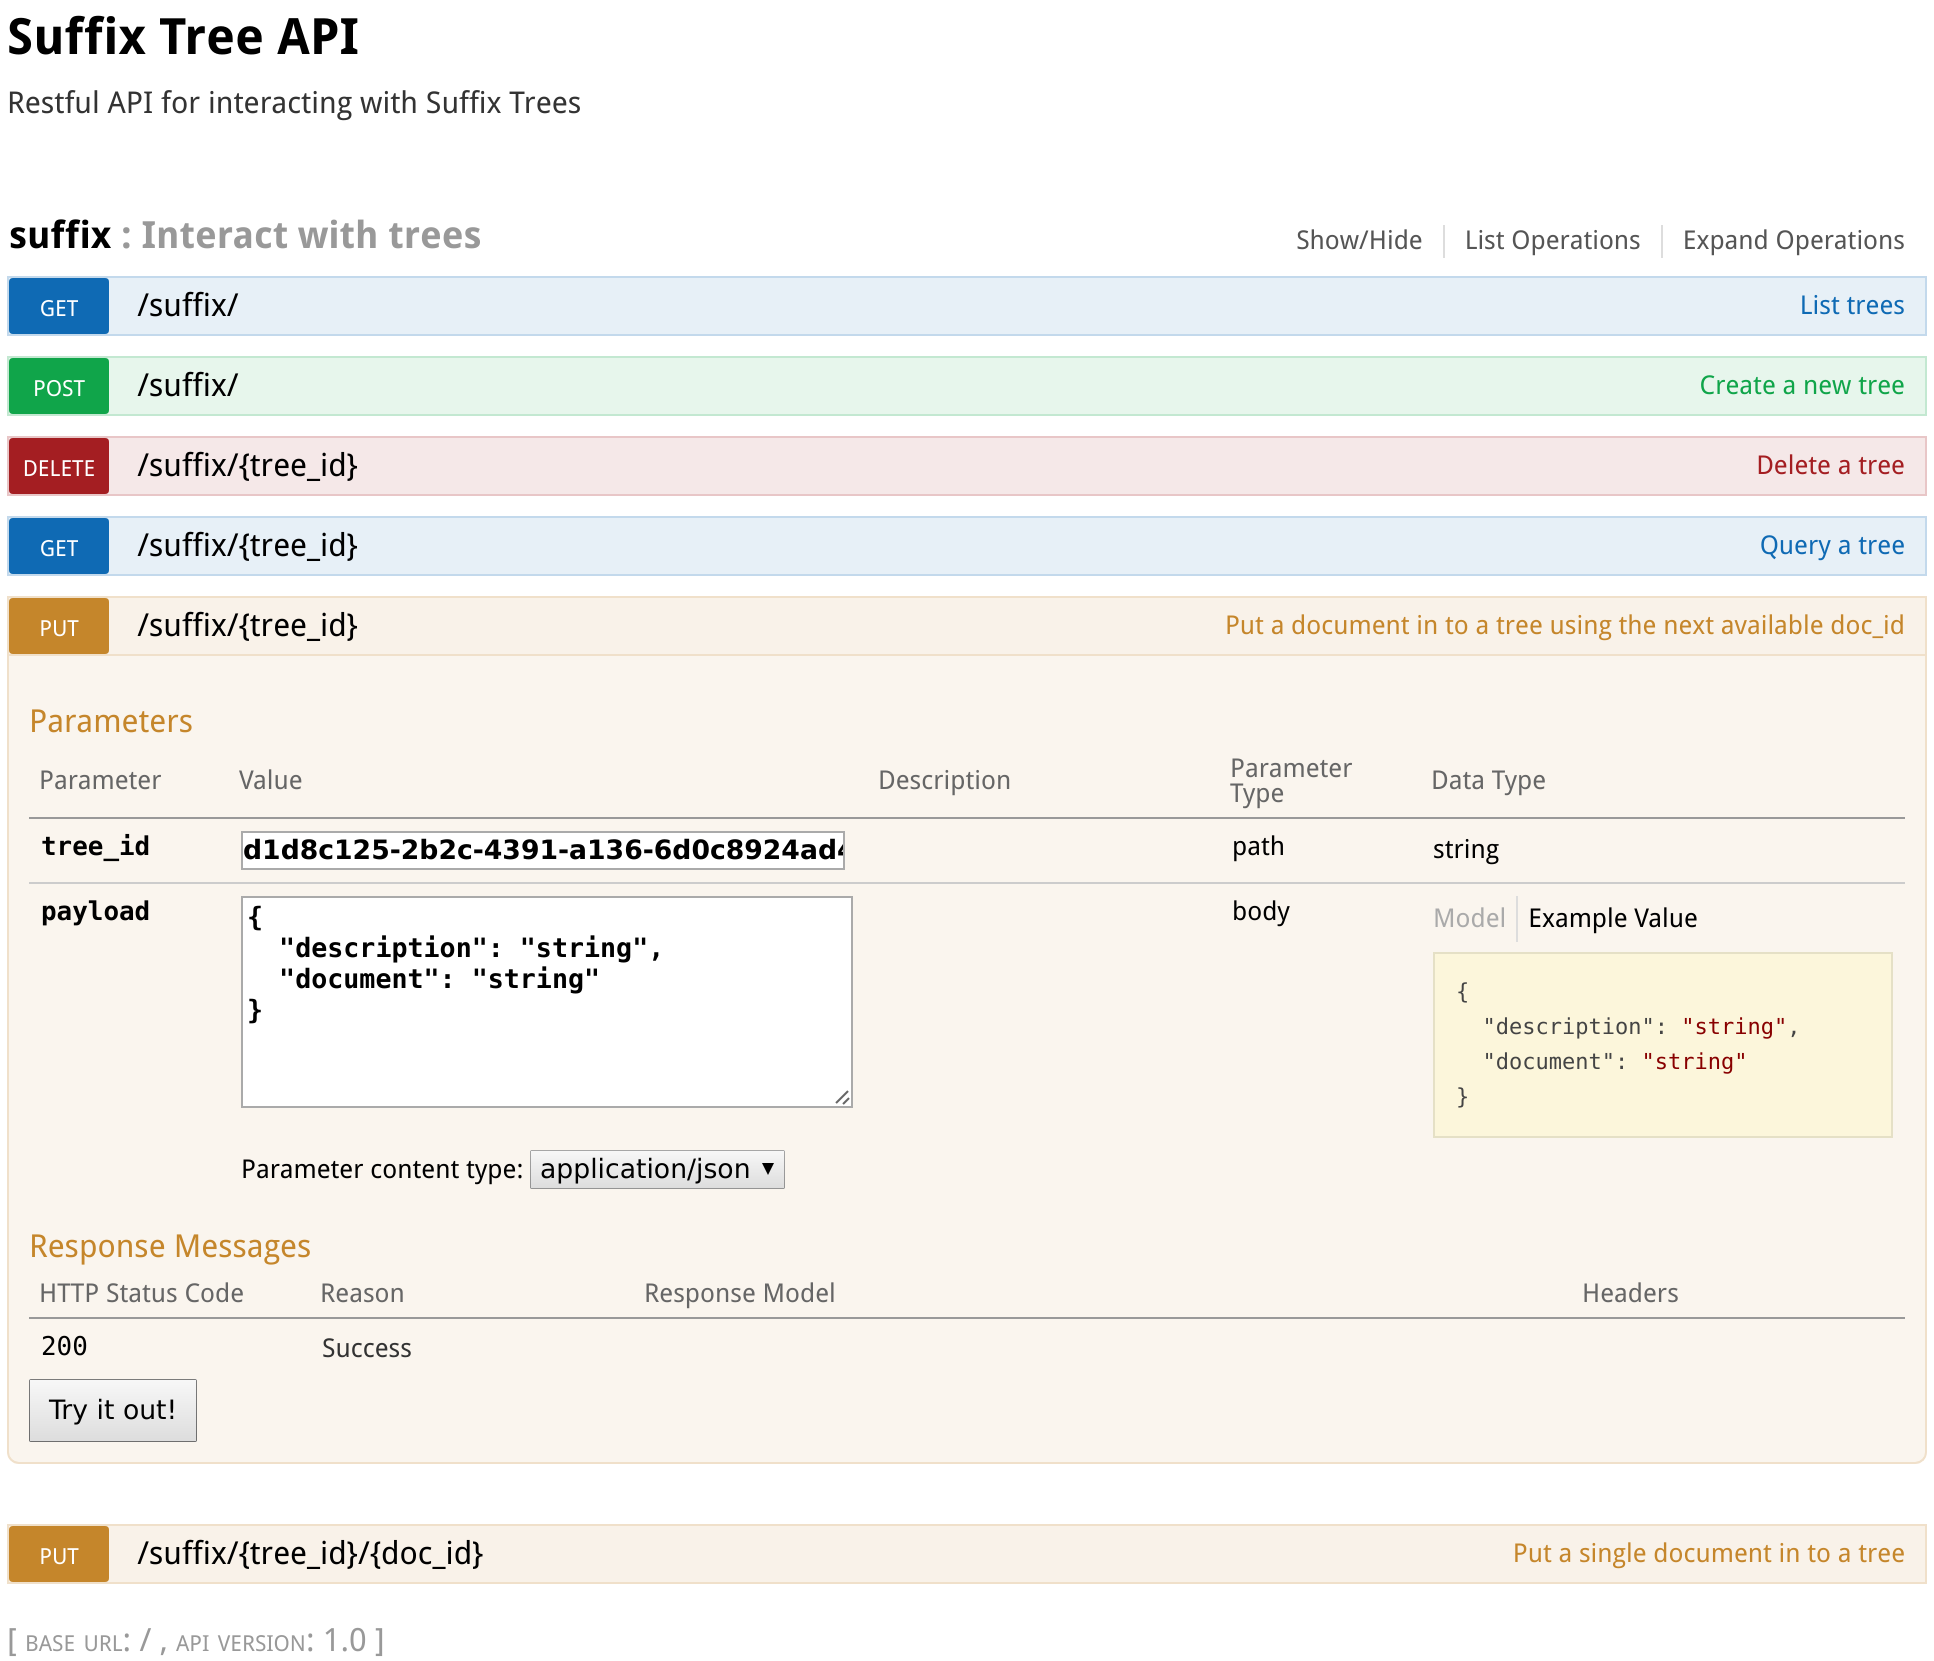 Suffix Tree API
Restful API for interacting with Suffix Trees
suffix : Interact with trees
Show/Hide List Operations Expand Operations
GET /suffix/ List trees
POST /suffix/ Create a new tree
DELETE /suffix/{tree_id} Delete a tree
GET /suffix/{tree_id} Query a tree
PUT /suffix/{tree_id} Put a document in to a tree using the next available doc_id
Parameters
Parameter Value Description Parameter Type Data Type
tree_id d1d8c125-2b2c-4391-a136-6d0c8924ad4 path string
payload
{
"description": "string",
"document": "string"
}
body
Model Example Value
{
"description": "string",
"document": "string"
}
Parameter content type: application/json
Response Messages
HTTP Status Code Reason Response Model Headers
200 Success
Try it out!
PUT /suffix/{tree_id}/{doc_id} Put a single document in to a tree
[ BASE URL: / , API VERSION: 1.0 ]